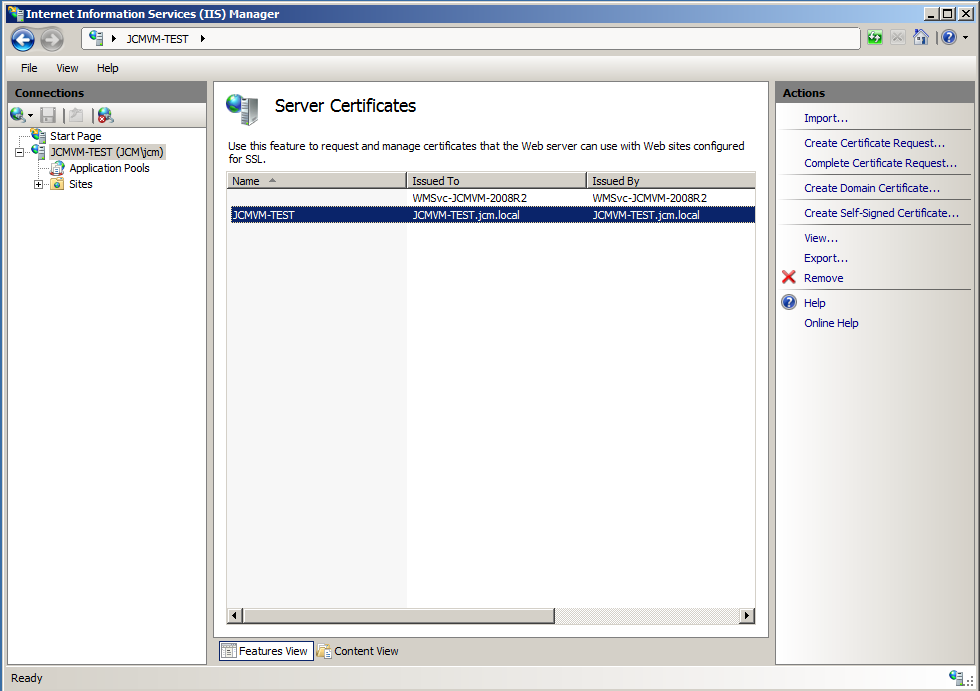 Internet Information Services (IIS) Manager
JCMVM-TEST
File View Help
Connections
Start Page
JCMVM-TEST (JCM\jcm)
Application Pools
Sites
Server Certificates
Use this feature to request and manage certificates that the Web server can use with Web sites configured
for SSL.
Name Issued To Issued By
WMSvc-JCMVM-2008R2 WMSvc-JCMVM-2008R2
JCMVM-TEST JCMVM-TEST.jcm.local JCMVM-TEST.jcm.local
Features View Content View
Actions
Import...
Create Certificate Request...
Complete Certificate Request...
Create Domain Certificate...
Create Self-Signed Certificate...
View...
Export...
Remove
Help
Online Help
Ready